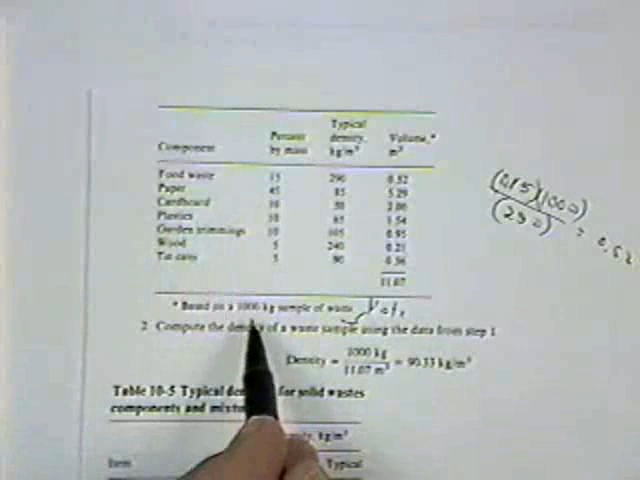 Typical
Percent density, Volume,*
Component by mass kg/m³ m³
Food waste 15 290 0.52
Paper 45 85 5.29
Cardboard 10 50 2.00
Plastics 10 65 1.54
Garden trimmings 10 105 0.95
Wood 5 240 0.21
Tin cans 5 90 0.56
11.07
(0.15)(1000)
(290)
= 0.52
* Based on a 1000 kg sample of waste
2. Compute the density of a waste sample using the data from step 1.
Density = 1000 kg / 11.07 m³ = 90.33 kg/m³
Table 10-5 Typical for solid wastes
components and
kg/m³
Item Typical